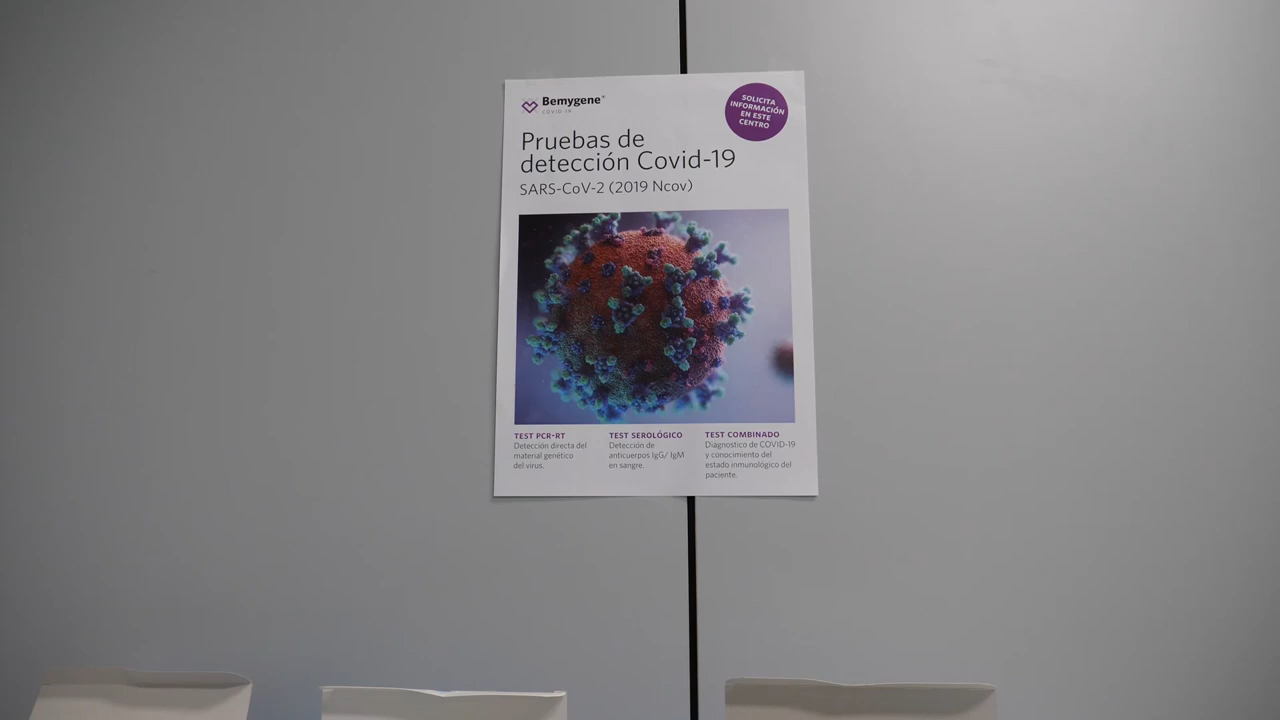 Bemygene®
COVID-19
SOLICITA
INFORMACIÓN
EN ESTE
CENTRO
Pruebas de
detección Covid-19
SARS-CoV-2 (2019 Ncov)
TEST PCR-RT
Detección directa del
material genético
del virus.
TEST SEROLÓGICO
Detección de
anticuerpos IgG/ IgM
en sangre.
TEST COMBINADO
Diagnostico de COVID-19
y conocimiento del
estado inmunológico del
paciente.